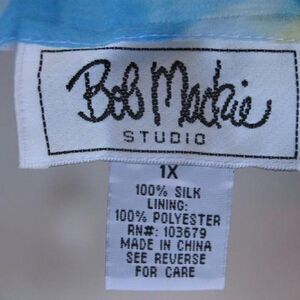 Bob Mackie
STUDIO
1X
100% SILK
LINING:
100% POLYESTER
RN#: 103679
MADE IN CHINA
SEE REVERSE
FOR CARE